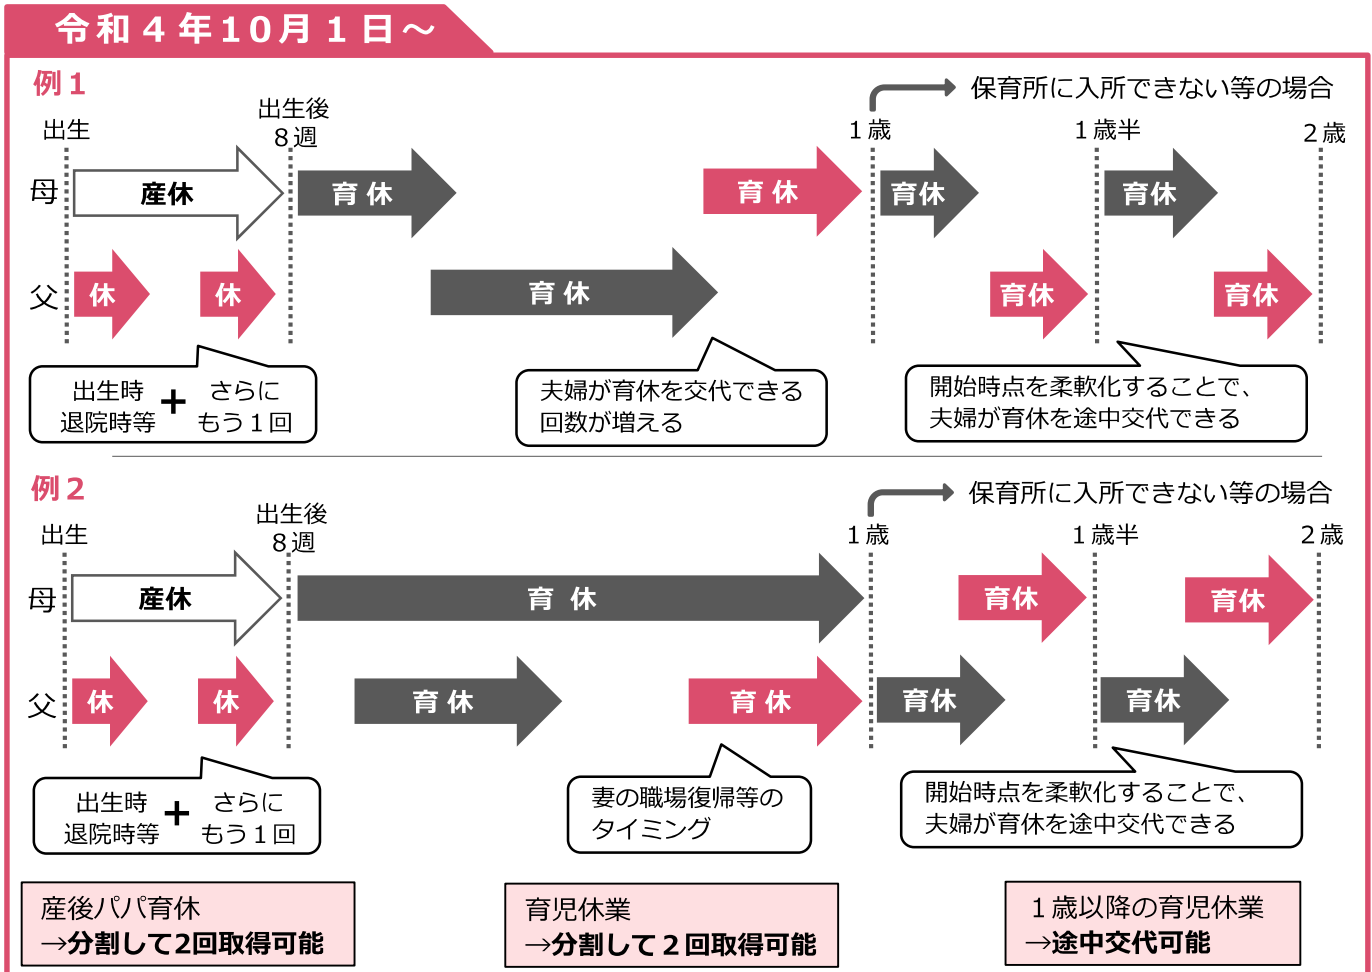 令和４年10月１日～
例１
保育所に入所できない等の場合
出生
出生後
８週
１歳
１歳半
２歳
母
産休
育休
育休
育休
育休
父
休
休
育休
育休
育休
出生時
退院時等
＋
さらに
もう１回
夫婦が育休を交代できる
回数が増える
開始時点を柔軟化することで、
夫婦が育休を途中交代できる
例２
保育所に入所できない等の場合
出生
出生後
８週
１歳
１歳半
２歳
母
産休
育休
育休
育休
父
休
休
育休
育休
育休
育休
出生時
退院時等
＋
さらに
もう１回
妻の職場復帰等の
タイミング
開始時点を柔軟化することで、
夫婦が育休を途中交代できる
産後パパ育休
→分割して2回取得可能
育児休業
→分割して２回取得可能
１歳以降の育児休業
→途中交代可能